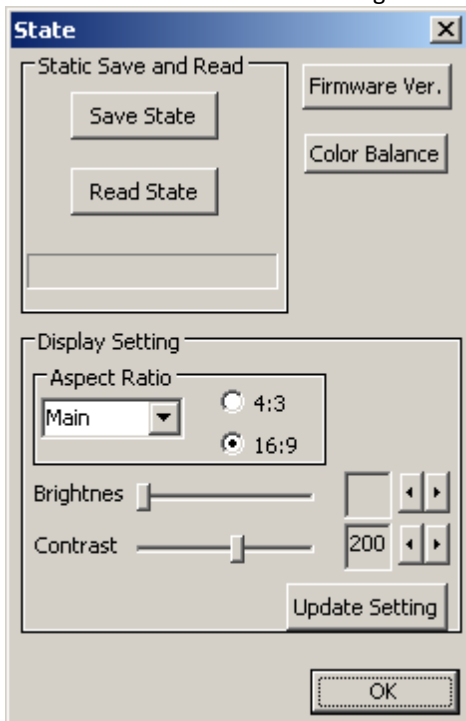 State
Static Save and Read
Firmware Ver.
Save State
Color Balance
Read State
Display Setting
Aspect Ratio
Main
4:3
16:9
Brightnes
Contrast
200
Update Setting
OK